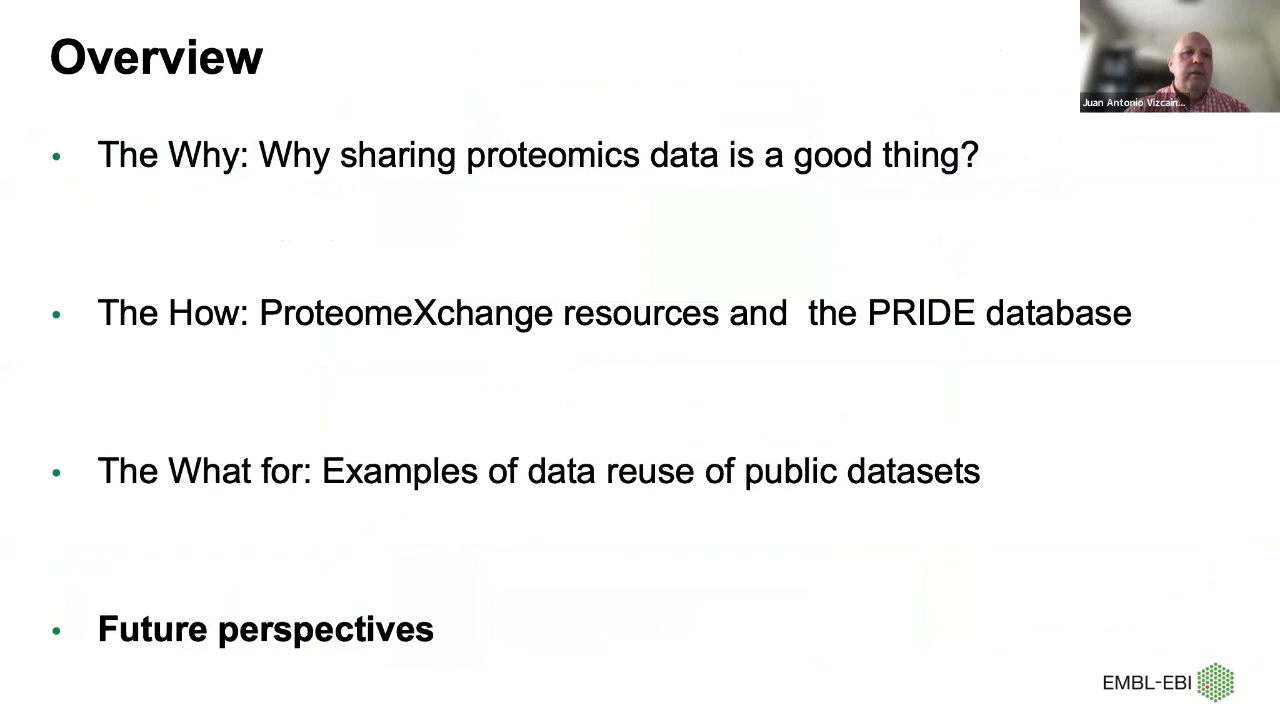 Overview
Juan Antonio Vizcain...
• The Why: Why sharing proteomics data is a good thing?
• The How: ProteomeXchange resources and  the PRIDE database
• The What for: Examples of data reuse of public datasets
• Future perspectives
EMBL-EBI